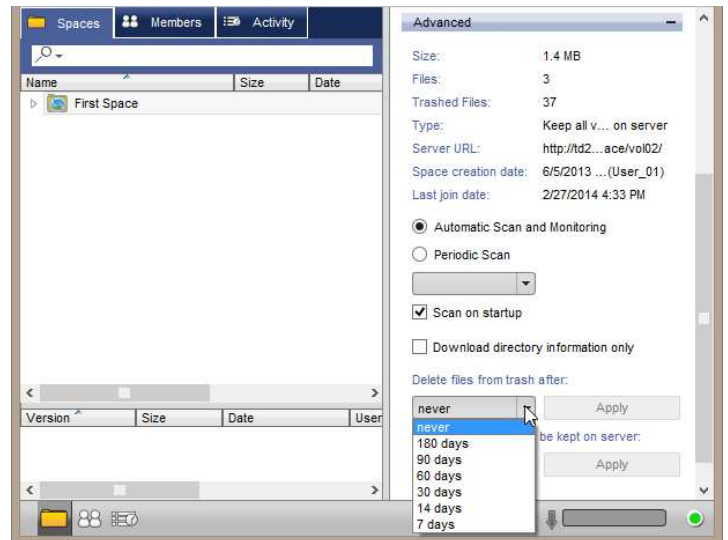 Spaces Members Activity
Name Size Date
First Space
Version Size Date User
Advanced
Size: 1.4 MB
Files: 3
Trashed Files: 37
Type: Keep all v... on server
Server URL: http://td2...ace/vol02/
Space creation date: 6/5/2013 ...(User_01)
Last join date: 2/27/2014 4:33 PM
Automatic Scan and Monitoring
Periodic Scan
Scan on startup
Download directory information only
Delete files from trash after:
never Apply
never
be kept on server:
180 days
90 days
Apply
60 days
30 days
14 days
7 days